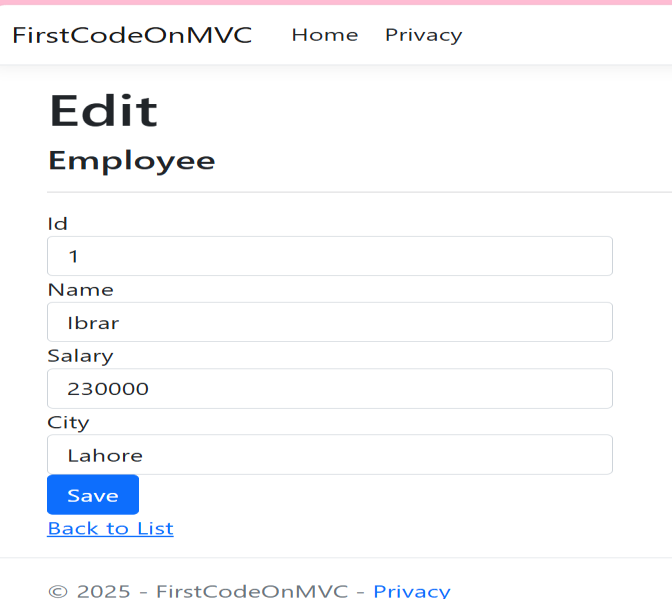 FirstCodeOnMVC Home Privacy
Edit
Employee
Id
1
Name
Ibrar
Salary
230000
City
Lahore
Save
Back to List
© 2025 - FirstCodeOnMVC - Privacy